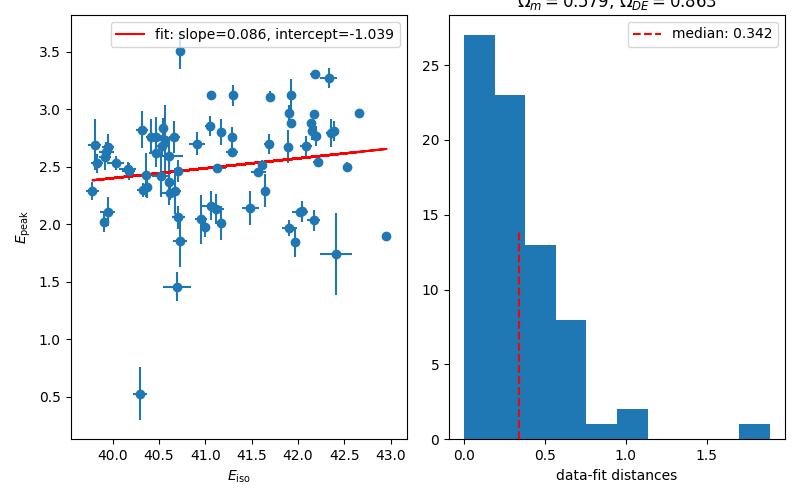 Ω_m = 0.579, Ω_DE = 0.863
fit: slope=0.086, intercept=-1.039
median: 0.342
3.5
3.0
2.5
2.0
1.5
1.0
0.5
E_peak
40.0 40.5 41.0 41.5 42.0 42.5 43.0
E_iso
25
20
15
10
5
0
0.0 0.5 1.0 1.5
data-fit distances